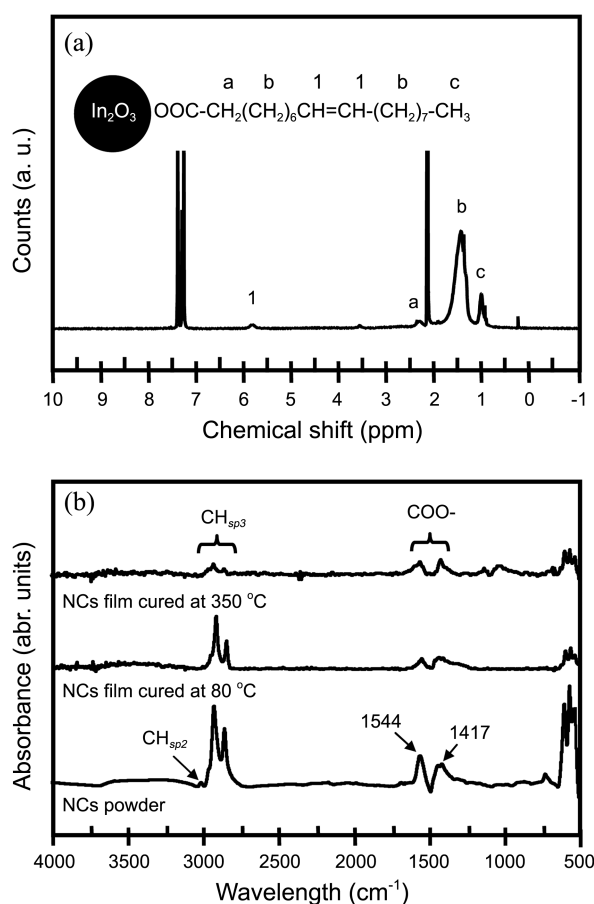 (a)
a b 1 1 b c
In₂O₃ OOC-CH₂(CH₂)₆CH=CH-(CH₂)₇-CH₃
Counts (a. u.)
b
c
a
1
10 9 8 7 6 5 4 3 2 1 0 -1
Chemical shift (ppm)
(b)
CHsp3
COO-
NCs film cured at 350 °C
NCs film cured at 80 °C
1544
1417
CHsp2
NCs powder
Absorbance (abr. units)
4000 3500 3000 2500 2000 1500 1000 500
Wavelength (cm⁻¹)